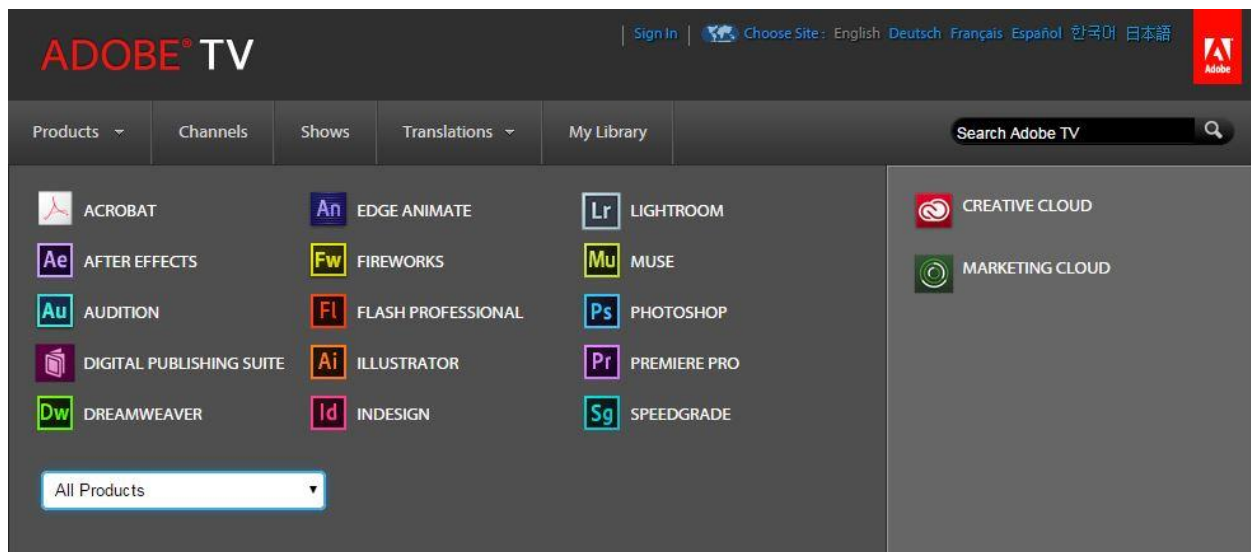 ADOBE® TV
| Sign In | Choose Site: English Deutsch Français Español 한국어 日本語
Adobe
Products Channels Shows Translations My Library
Search Adobe TV
ACROBAT
Ae AFTER EFFECTS
Au AUDITION
DIGITAL PUBLISHING SUITE
Dw DREAMWEAVER
An EDGE ANIMATE
Fw FIREWORKS
Fl FLASH PROFESSIONAL
Ai ILLUSTRATOR
Id INDESIGN
Lr LIGHTROOM
Mu MUSE
Ps PHOTOSHOP
Pr PREMIERE PRO
Sg SPEEDGRADE
CREATIVE CLOUD
MARKETING CLOUD
All Products